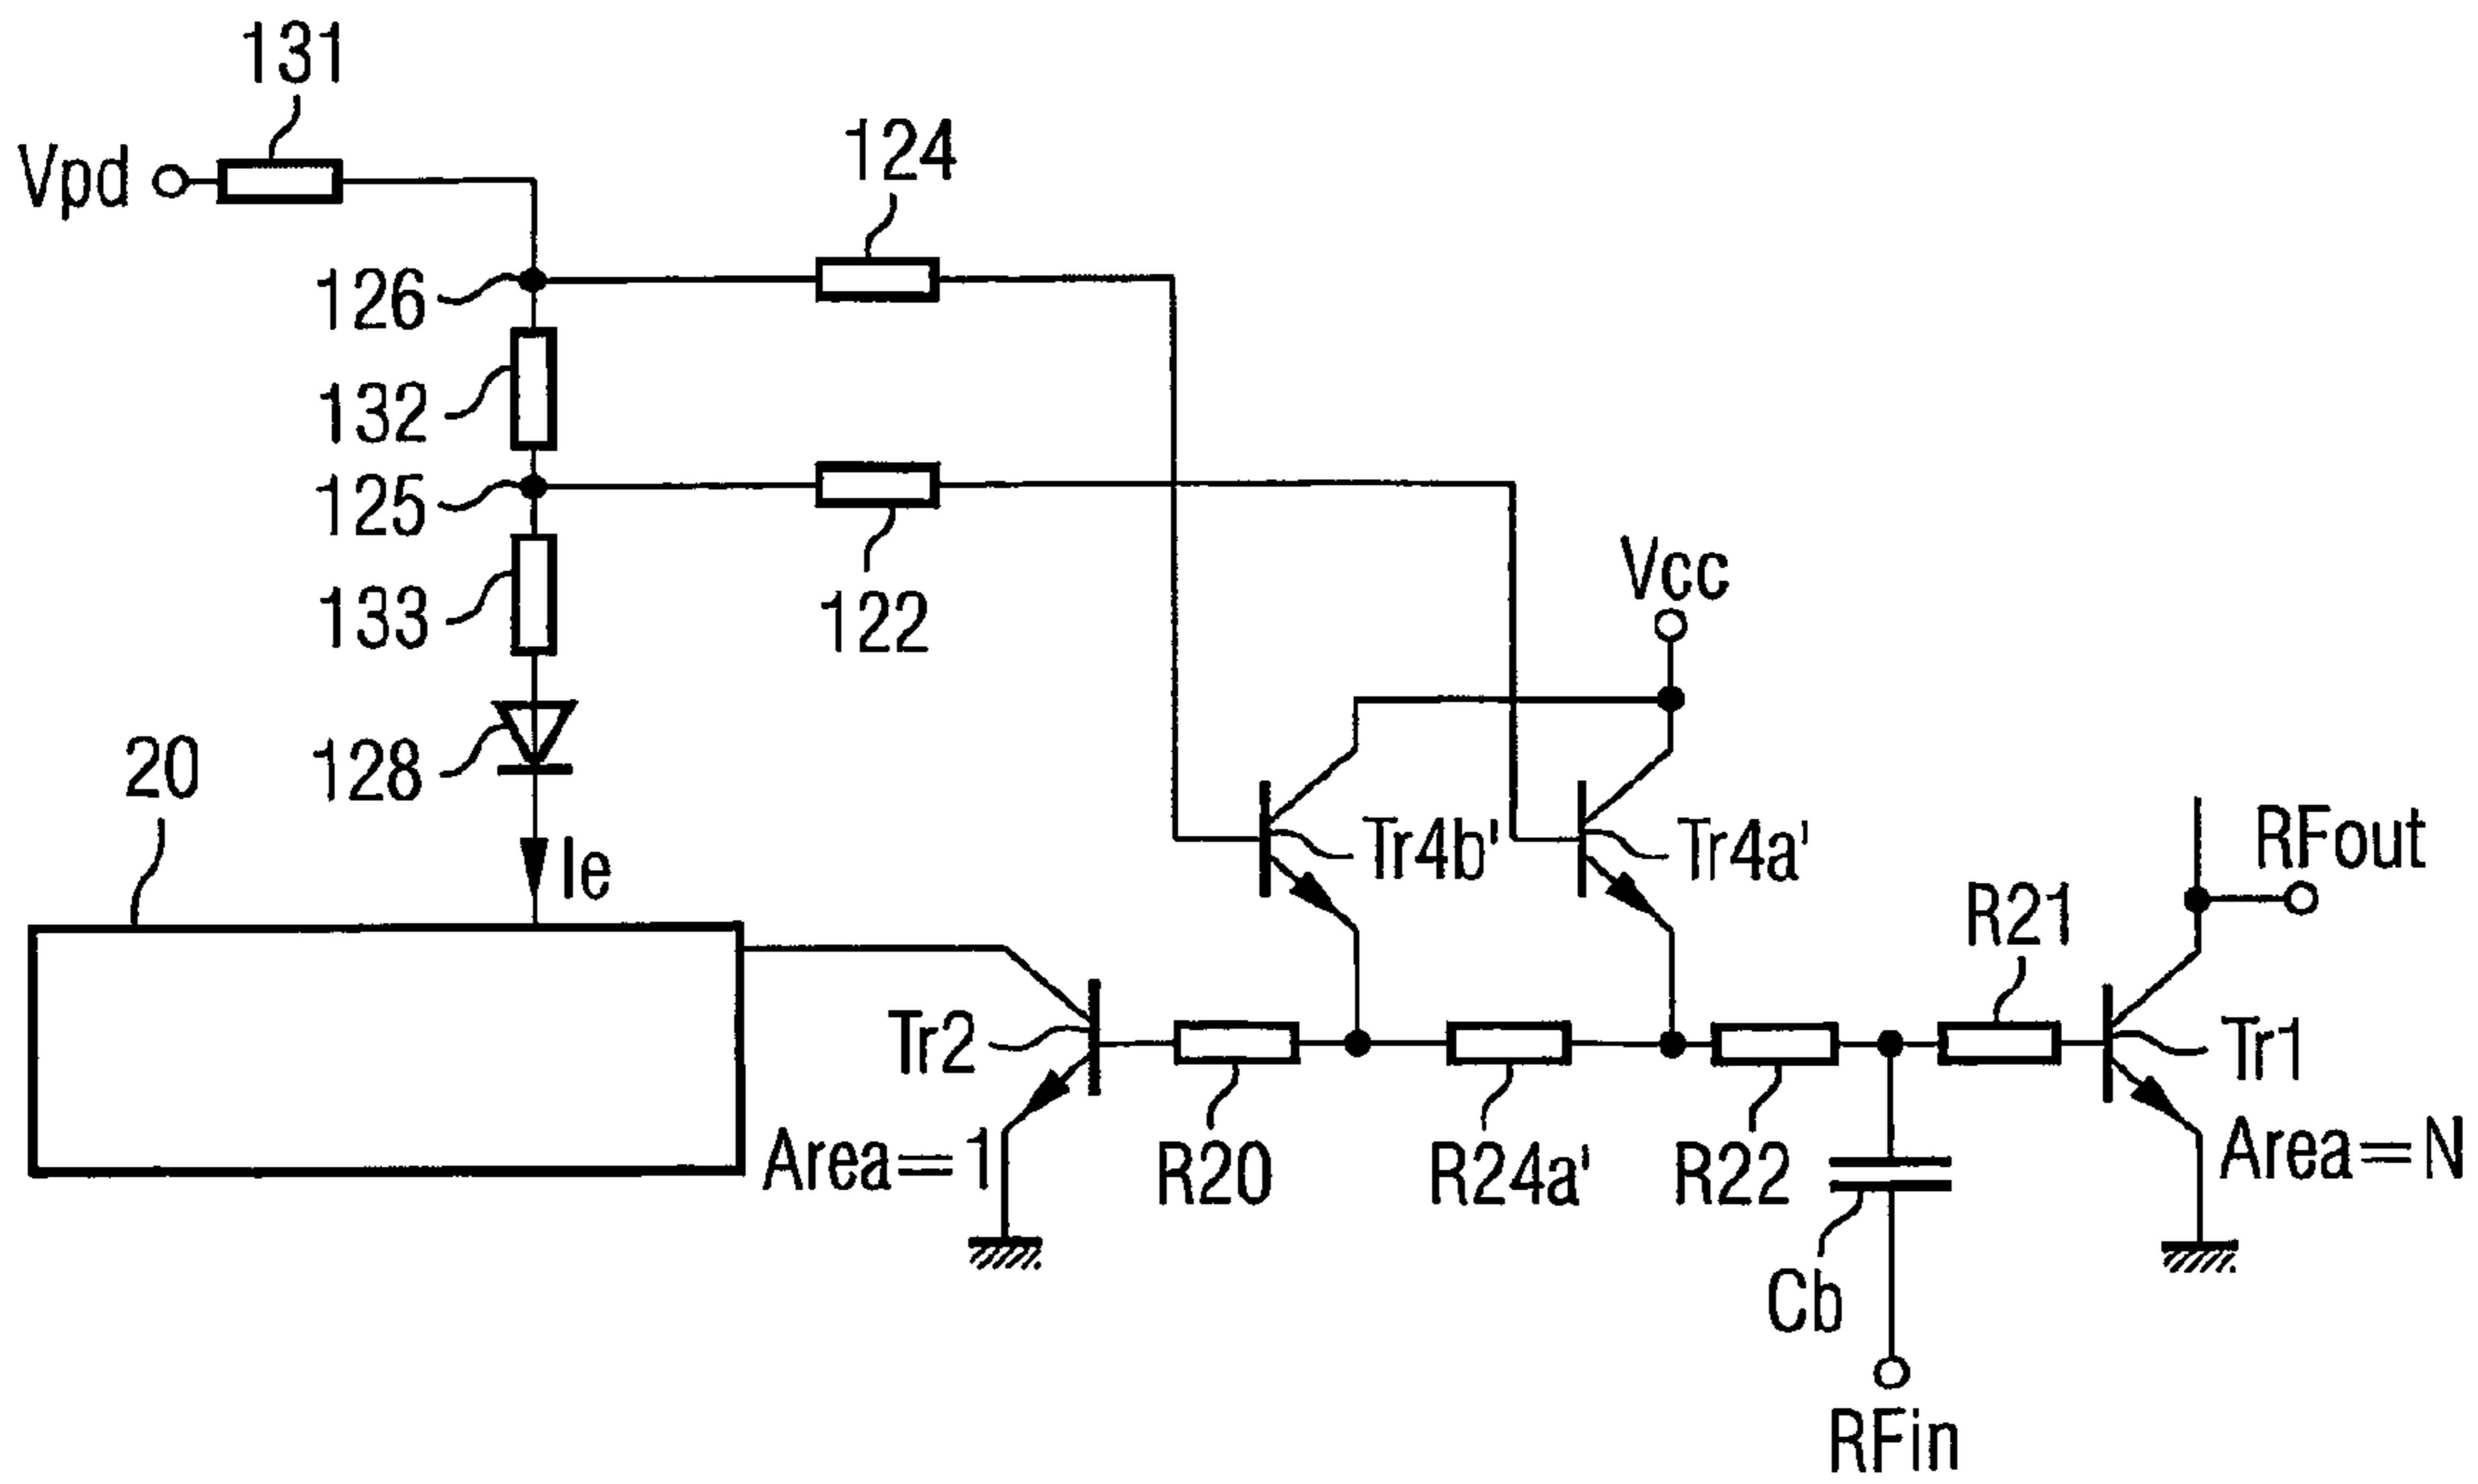 131
Vpd
124
126
132
125
133
122
Vcc
20
128
Ie
Tr4b'
Tr4a'
RFout
R21
Tr2
Tr1
Area=1
R20
R24a'
R22
Area=N
Cb
RFin